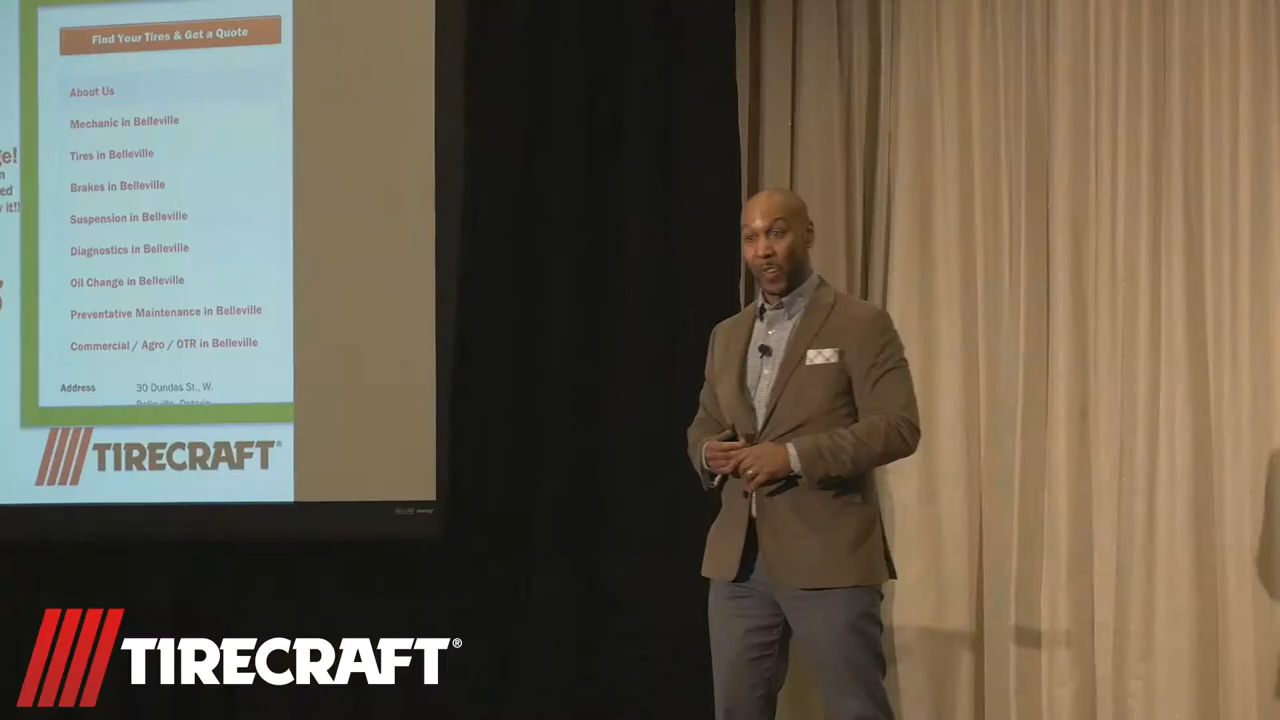 Find Your Tires & Get a Quote
About Us
Mechanic in Belleville
Tires in Belleville
Brakes in Belleville
Suspension in Belleville
Diagnostics in Belleville
Oil Change in Belleville
Preventative Maintenance in Belleville
Commercial / Agro / OTR in Belleville
Address 30 Dundas St., W.
Belleville, Ontario
TIRECRAFT®
TIRECRAFT®